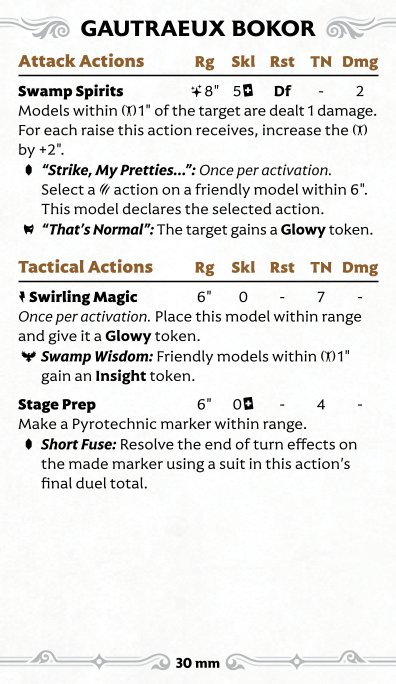 GAUTRAEUX BOKOR
Attack Actions Rg Skl Rst TN Dmg
Swamp Spirits 8" 5 Df - 2
Models within 1" of the target are dealt 1 damage.
For each raise this action receives, increase the
by +2".
"Strike, My Pretties...": Once per activation.
Select a action on a friendly model within 6".
This model declares the selected action.
"That's Normal": The target gains a Glowy token.
Tactical Actions Rg Skl Rst TN Dmg
Swirling Magic 6" 0 - 7 -
Once per activation. Place this model within range
and give it a Glowy token.
Swamp Wisdom: Friendly models within 1"
gain an Insight token.
Stage Prep 6" 0 - 4 -
Make a Pyrotechnic marker within range.
Short Fuse: Resolve the end of turn effects on
the made marker using a suit in this action's
final duel total.
30 mm